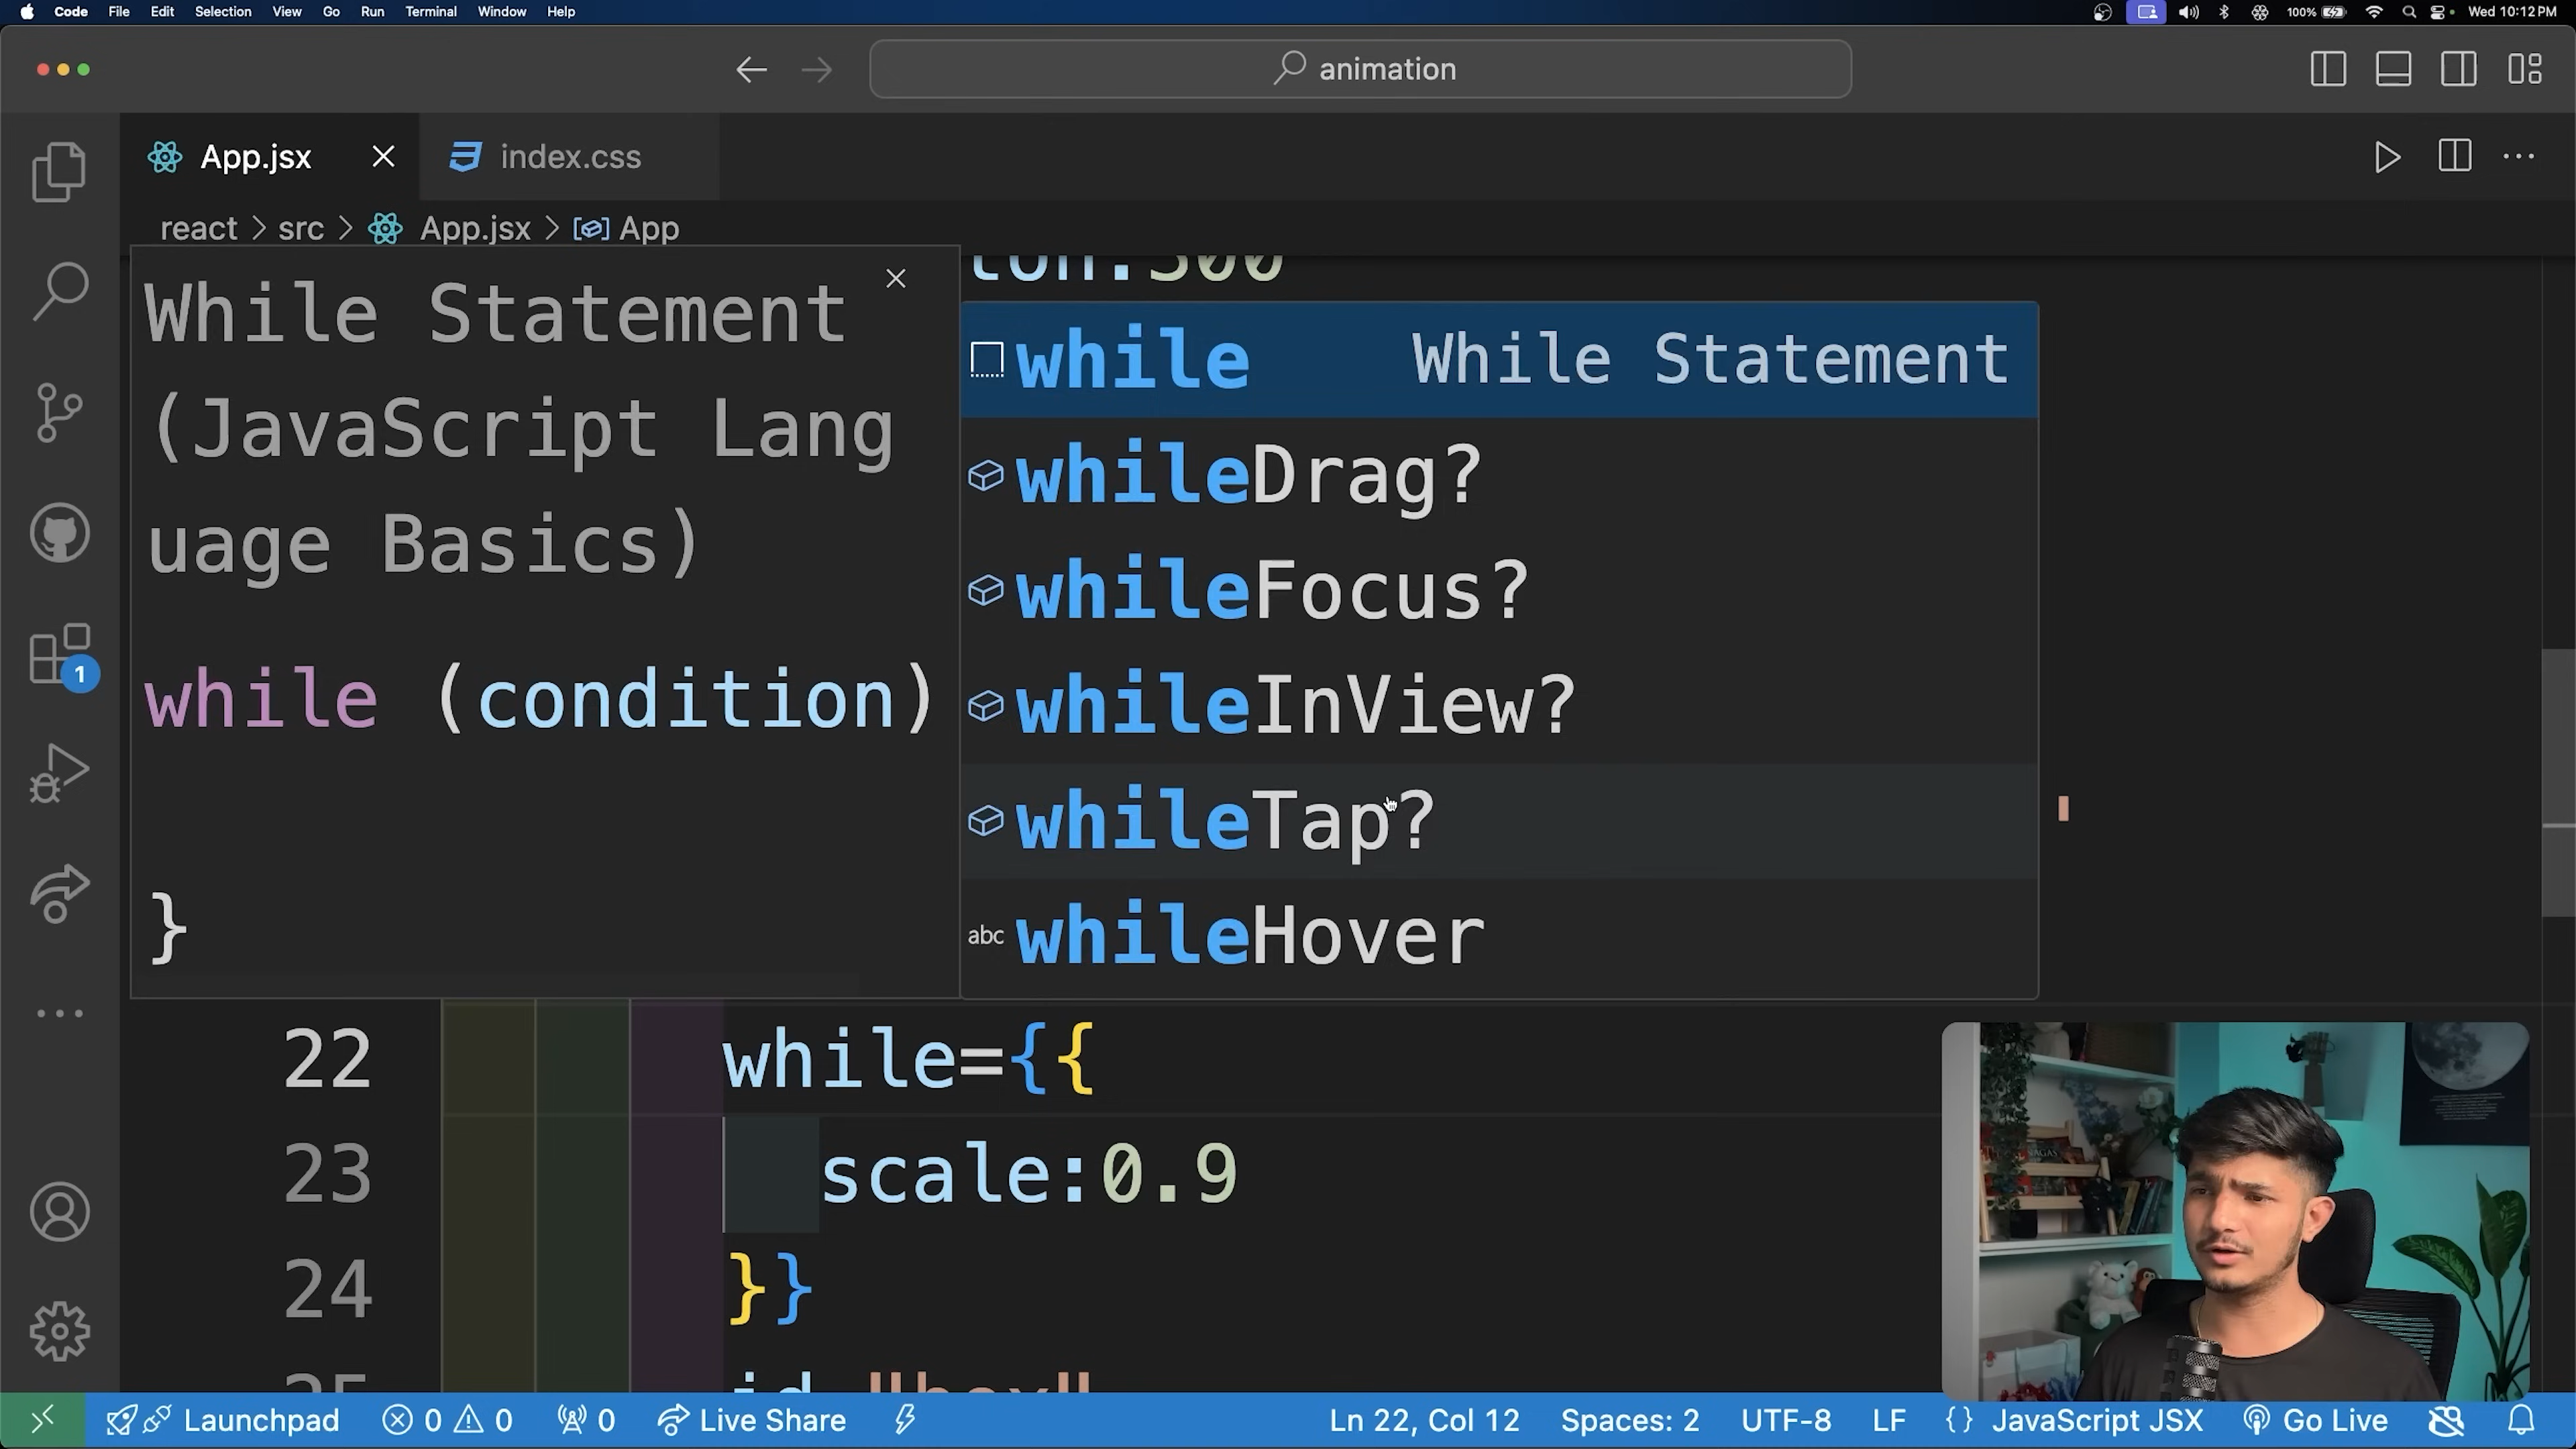 Code File Edit Selection View Go Run Terminal Window Help
100% Wed 10:12 PM
animation
App.jsx
index.css
react > src > App.jsx > App
While Statement
(JavaScript Lang
uage Basics)
while (condition)
}
while While Statement
whileDrag?
whileFocus?
whileInView?
whileTap?
abc whileHover
1
22 while={{
23 scale:0.9
24 }}
Launchpad 0 0 0 Live Share Ln 22, Col 12 Spaces: 2 UTF-8 LF {} JavaScript JSX Go Live